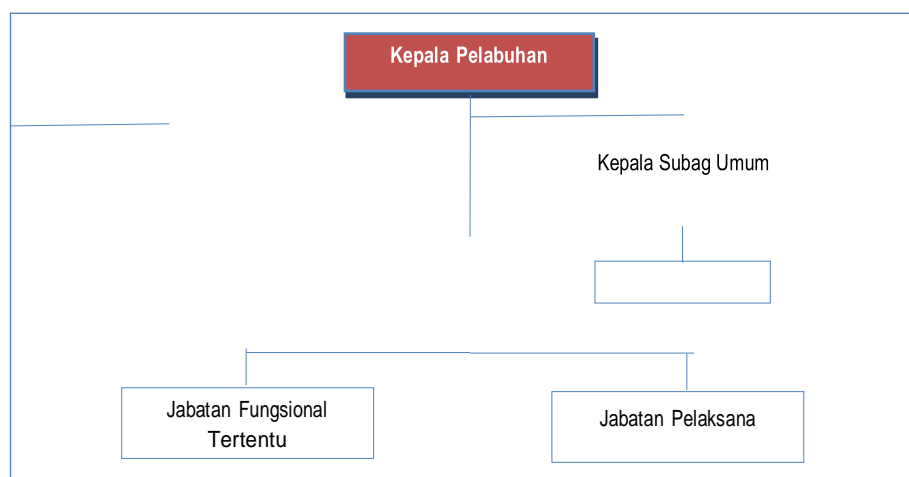 Kepala Pelabuhan
Kepala Subag Umum
Jabatan Fungsional
Tertentu
Jabatan Pelaksana